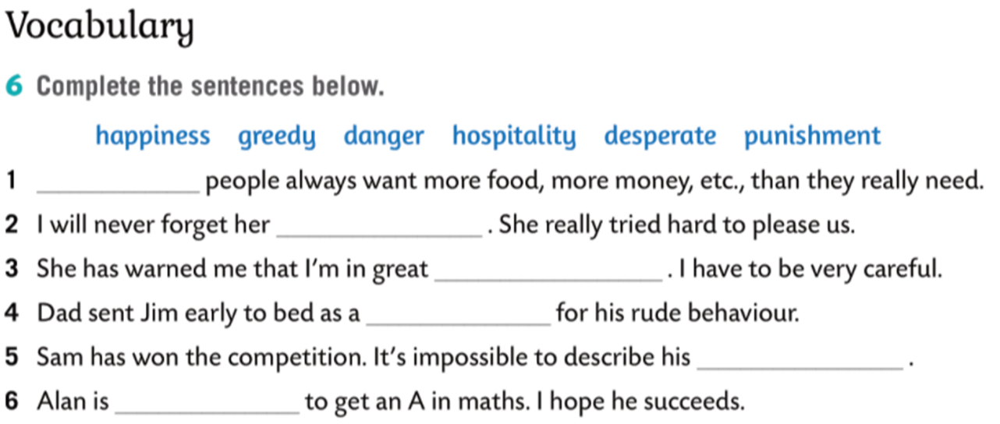 Vocabulary
6 Complete the sentences below.
happiness greedy danger hospitality desperate punishment
1 ____________ people always want more food, more money, etc., than they really need.
2 I will never forget her ________________ . She really tried hard to please us.
3 She has warned me that I'm in great __________________ . I have to be very careful.
4 Dad sent Jim early to bed as a ______________ for his rude behaviour.
5 Sam has won the competition. It's impossible to describe his ________________ .
6 Alan is ______________ to get an A in maths. I hope he succeeds.